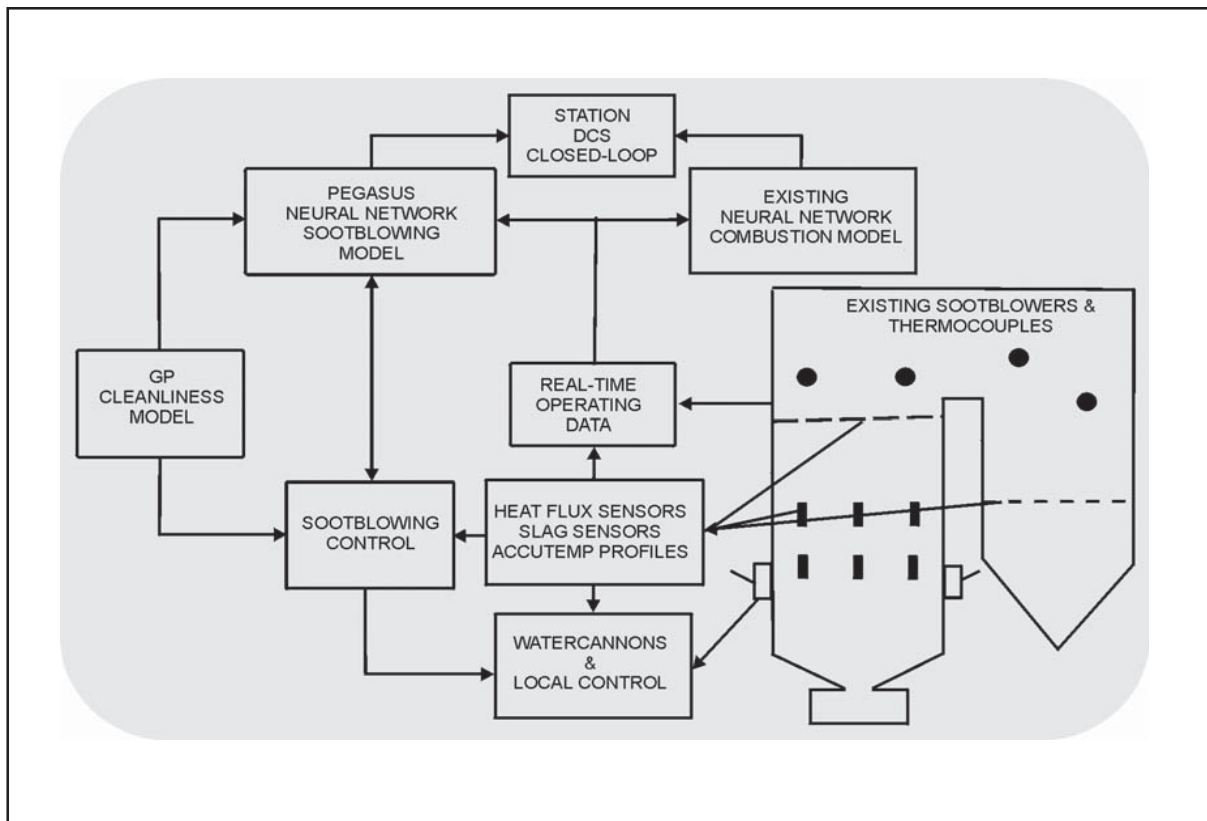 STATION
DCS
CLOSED-LOOP
PEGASUS
NEURAL NETWORK
SOOTBLOWING
MODEL
EXISTING
NEURAL NETWORK
COMBUSTION MODEL
EXISTING SOOTBLOWERS &
THERMOCOUPLES
GP
CLEANLINESS
MODEL
REAL-TIME
OPERATING
DATA
SOOTBLOWING
CONTROL
HEAT FLUX SENSORS
SLAG SENSORS
ACCUTEMP PROFILES
WATERCANNONS
&
LOCAL CONTROL